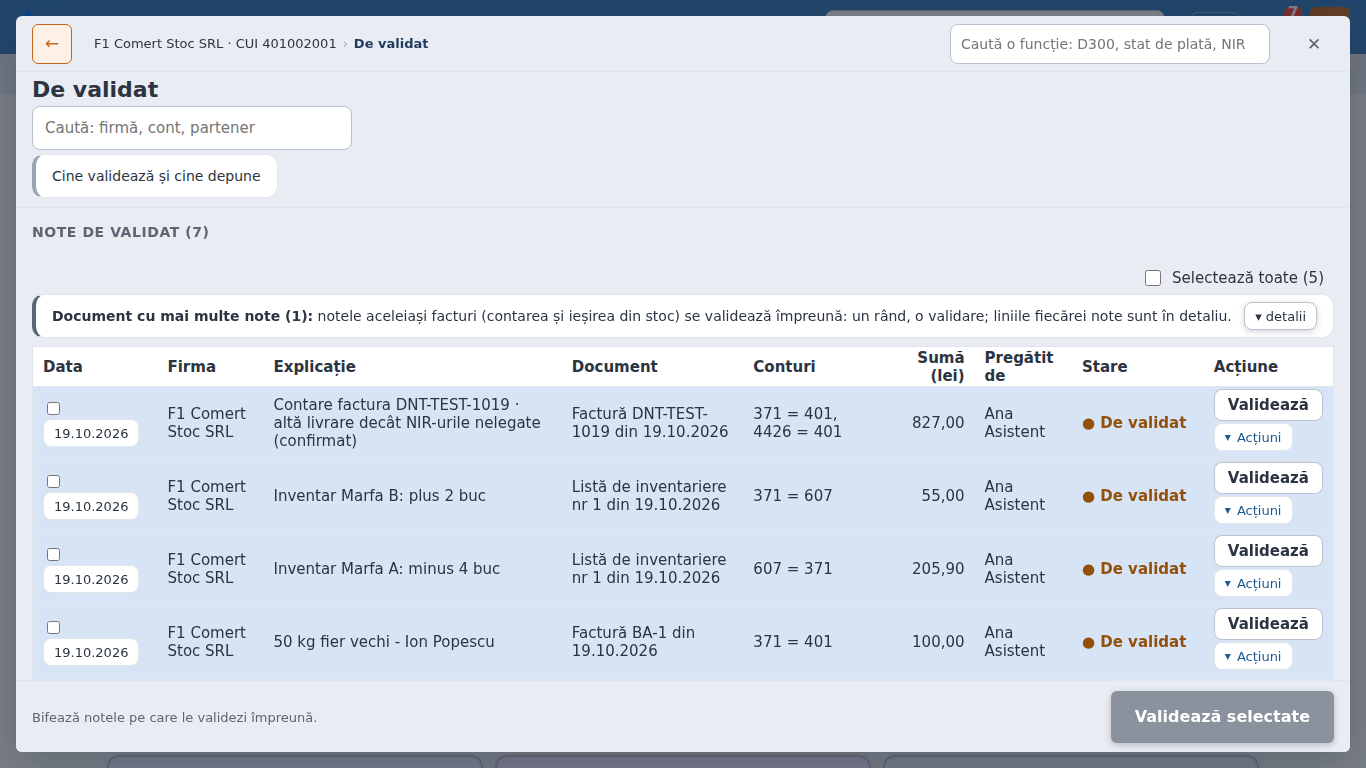 7
←
F1 Comert Stoc SRL · CUI 401002001 › De validat
Caută o funcție: D300, stat de plată, NIR
✕
De validat
Caută: firmă, cont, partener
Cine validează și cine depune
NOTE DE VALIDAT (7)
Selectează toate (5)
Document cu mai multe note (1): notele aceleiași facturi (contarea și ieșirea din stoc) se validează împreună: un rând, o validare; liniile fiecărei note sunt în detaliu.
▾ detalii
Data
Firma
Explicație
Document
Conturi
Sumă
(lei)
Pregătit
de
Stare
Acțiune
19.10.2026
F1 Comert
Stoc SRL
Contare factura DNT-TEST-1019 ·
altă livrare decât NIR-urile nelegate
(confirmat)
Factură DNT-TEST-
1019 din 19.10.2026
371 = 401,
4426 = 401
827,00
Ana
Asistent
● De validat
Validează
▾ Acțiuni
19.10.2026
F1 Comert
Stoc SRL
Inventar Marfa B: plus 2 buc
Listă de inventariere
nr 1 din 19.10.2026
371 = 607
55,00
Ana
Asistent
● De validat
Validează
▾ Acțiuni
19.10.2026
F1 Comert
Stoc SRL
Inventar Marfa A: minus 4 buc
Listă de inventariere
nr 1 din 19.10.2026
607 = 371
205,90
Ana
Asistent
● De validat
Validează
▾ Acțiuni
19.10.2026
F1 Comert
Stoc SRL
50 kg fier vechi - Ion Popescu
Factură BA-1 din
19.10.2026
371 = 401
100,00
Ana
Asistent
● De validat
Validează
▾ Acțiuni
Bifează notele pe care le validezi împreună.
Validează selectate